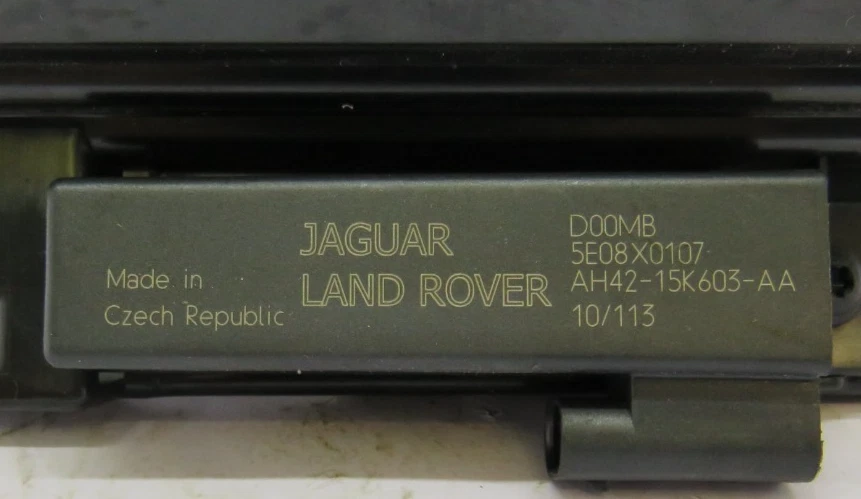 Made in
Czech Republic
JAGUAR
LAND ROVER
D00MB
5E08X0107
AH42-15K603-AA
10/113